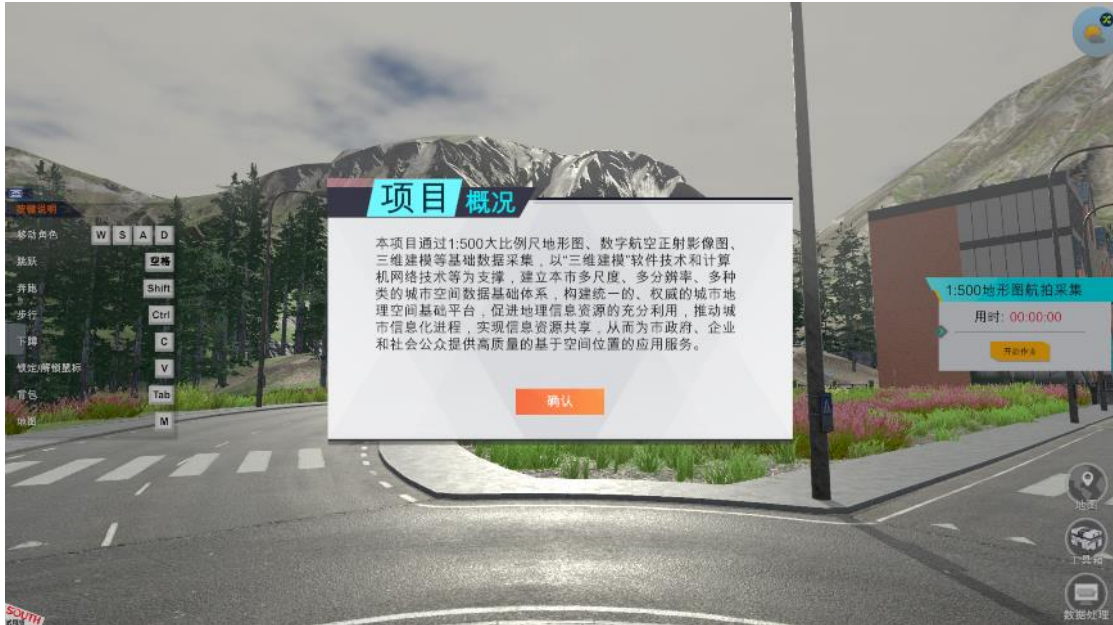 项目 概况
本项目通过1:500大比例尺地形图、数字航空正射影像图、
三维建模等基础数据采集，以“三维建模”软件技术和计算
机网络技术等为支撑，建立本市多尺度、多分辨率、多种
类的城市空间数据基础体系，构建统一的、权威的城市地
理空间基础平台，促进地理信息资源的充分利用，推动城
市信息化进程，实现信息资源共享，从而为市政府、企业
和社会公众提供高质量的基于空间位置的应用服务。
确认
按键说明
移动角色 W S A D
跳跃 空格
奔跑 Shift
步行 Ctrl
下蹲 C
锁定/解锁鼠标 V
背包 Tab
地图 M
1:500地形图航拍采集
用时: 00:00:00
开始作业
地图
工具箱
数据处理
SOUTH